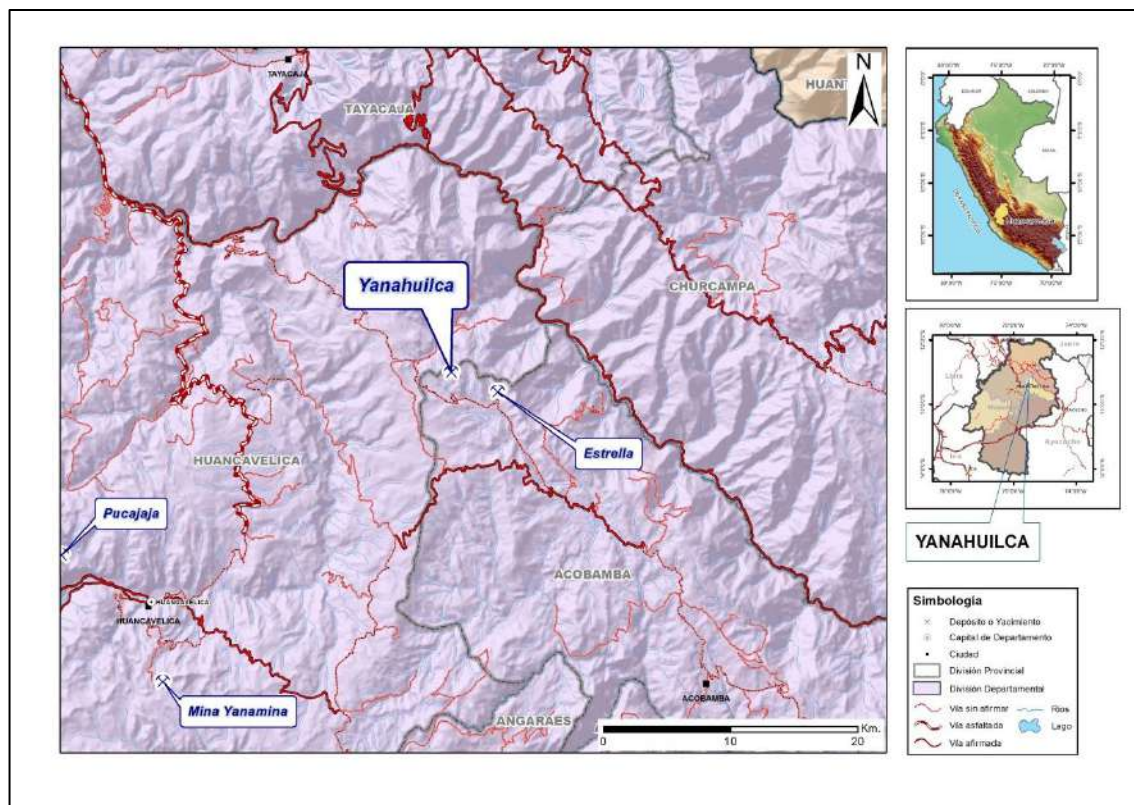 N
TAYACAJA
TAYACAJA
HUANT
CHURCAMPA
Yanahuilca
Estrella
HUANCAVELICA
Pucajaja
ACOBAMBA
HUANCAVELICA
HUANCAVELICA
Mina Yanamina
ACOBAMBA
ANGARAES
Km.
0 10 20
YANAHUILCA
Simbología
Depósito o Yacimiento
Capital de Departamento
Ciudad
División Provincial
División Departamental
Vía sin afirmar
Ríos
Vía asfaltada
Lago
Vía afirmada